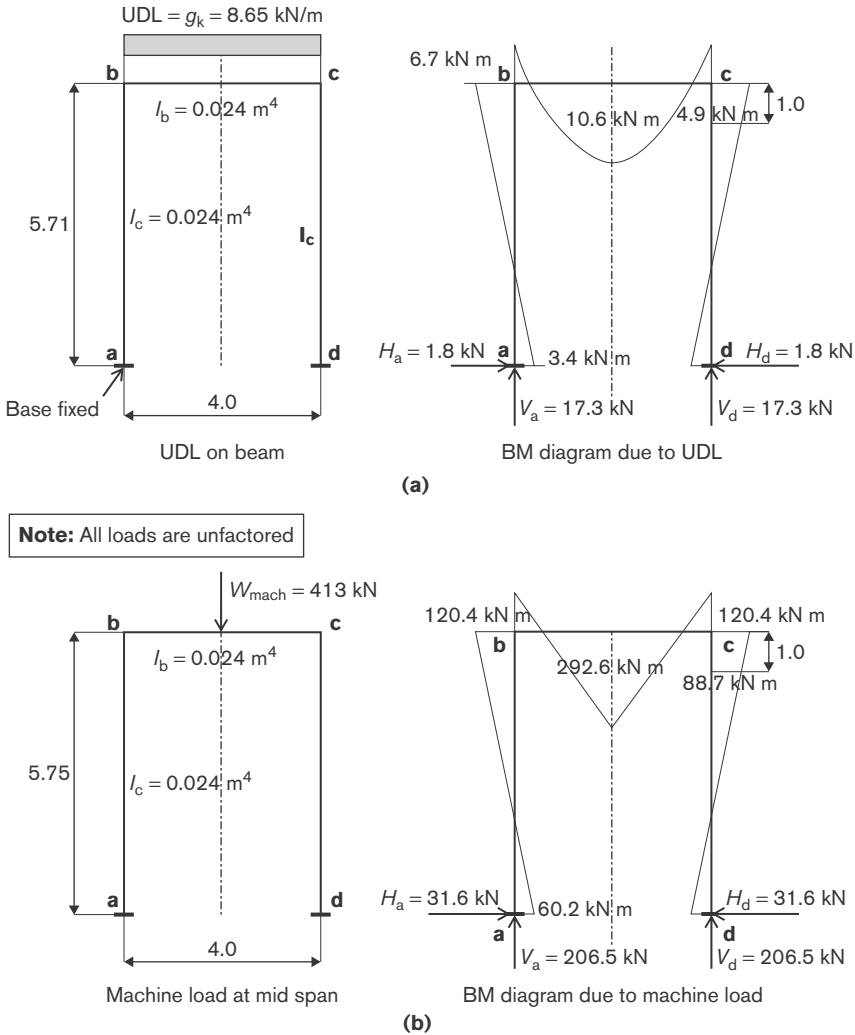 UDL = gk = 8.65 kN/m
b
c
Ib = 0.024 m4
5.71
Ic = 0.024 m4
Ic
a
d
Base fixed
4.0
UDL on beam
6.7 kN m
b
c
10.6 kN m
4.9 kN m
1.0
Ha = 1.8 kN
a
3.4 kN m
d
Hd = 1.8 kN
Va = 17.3 kN
Vd = 17.3 kN
BM diagram due to UDL
(a)
Note: All loads are unfactored
Wmach = 413 kN
b
c
Ib = 0.024 m4
5.75
Ic = 0.024 m4
a
d
4.0
Machine load at mid span
120.4 kN m
120.4 kN m
b
c
1.0
292.6 kN m
88.7 kN m
Ha = 31.6 kN
60.2 kN m
Hd = 31.6 kN
a
d
Va = 206.5 kN
Vd = 206.5 kN
BM diagram due to machine load
(b)